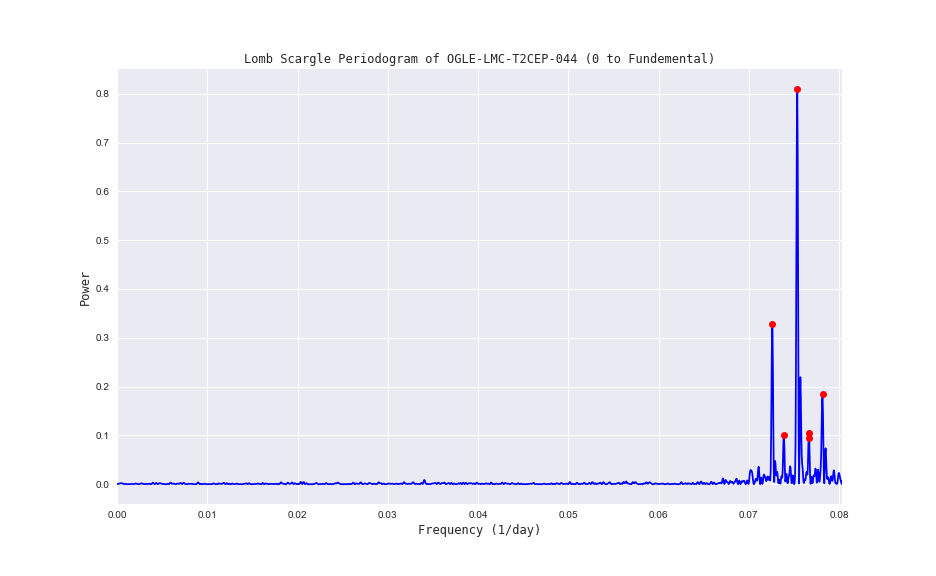 Lomb Scargle Periodogram of OGLE-LMC-T2CEP-044 (0 to Fundemental)
0.8
0.7
0.6
0.5
0.4
0.3
0.2
0.1
0.0
Power
0.00 0.01 0.02 0.03 0.04 0.05 0.06 0.07 0.08
Frequency (1/day)